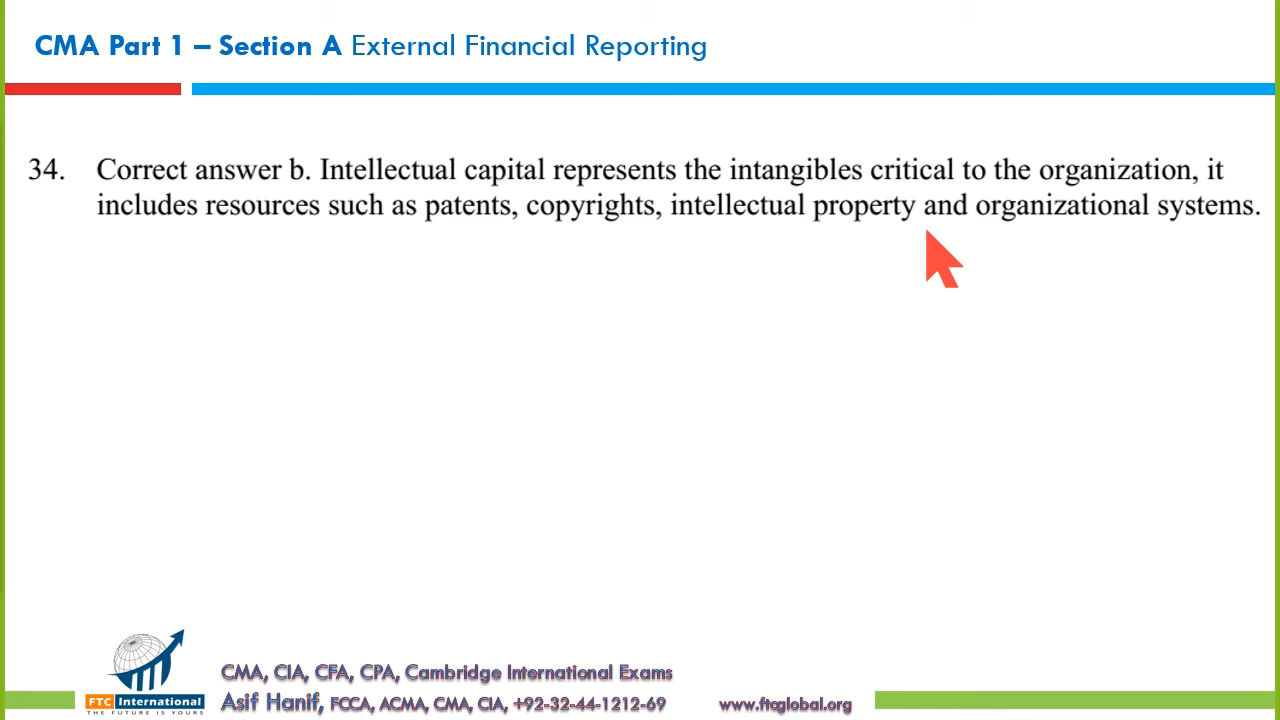 CMA Part 1 – Section A External Financial Reporting
34. Correct answer b. Intellectual capital represents the intangibles critical to the organization, it
includes resources such as patents, copyrights, intellectual property and organizational systems.
FTC International
THE FUTURE IS YOURS
CMA, CIA, CFA, CPA, Cambridge International Exams
Asif Hanif, FCCA, ACMA, CMA, CIA, +92-32-44-1212-69 www.ftcglobal.org